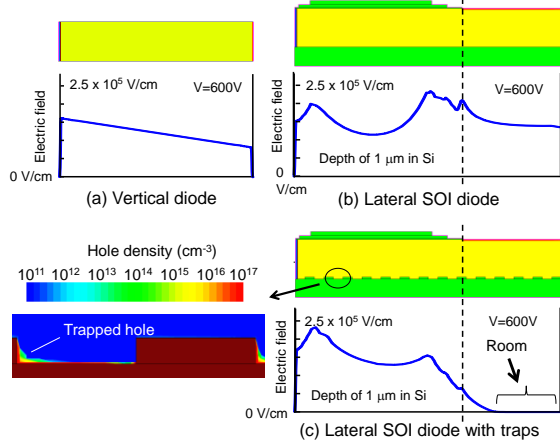 2.5 x 10⁵ V/cm
V=600V
Electric field
0 V/cm
(a) Vertical diode
2.5 x 10⁵ V/cm
V=600V
Electric field
Depth of 1 μm in Si
0
V/cm
(b) Lateral SOI diode
Hole density (cm⁻³)
10¹¹ 10¹² 10¹³ 10¹⁴ 10¹⁵ 10¹⁶ 10¹⁷
Trapped hole
2.5 x 10⁵ V/cm
V=600V
Room
Electric field
Depth of 1 μm in Si
0 V/cm
(c) Lateral SOI diode with traps